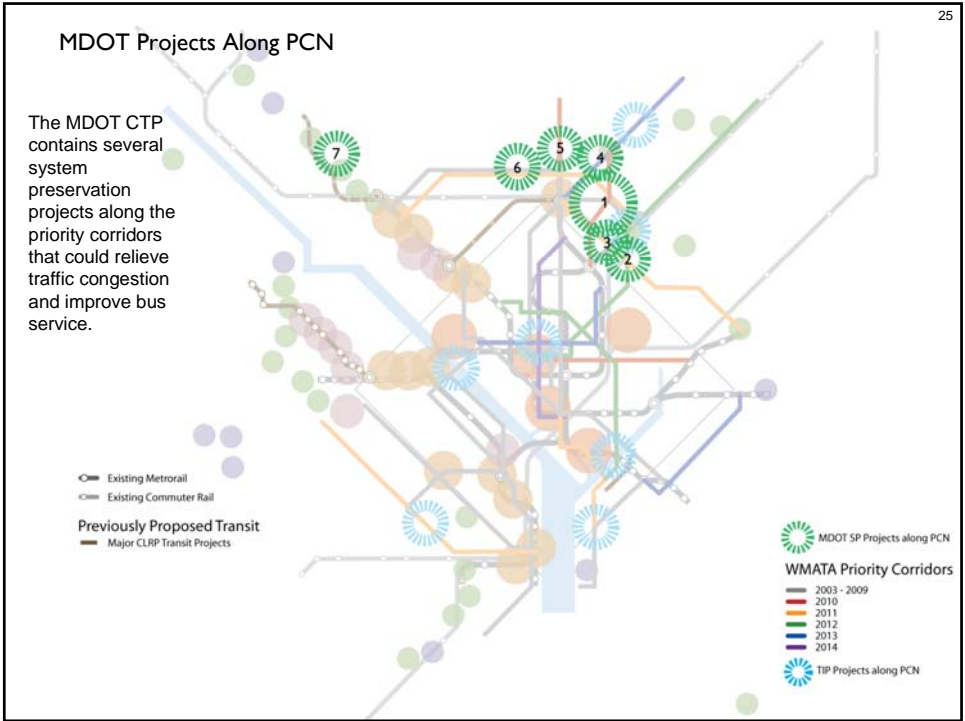 25
MDOT Projects Along PCN
The MDOT CTP
contains several
system
preservation
projects along the
priority corridors
that could relieve
traffic congestion
and improve bus
service.
7
6
5
4
1
3
2
Existing Metrorail
Existing Commuter Rail
Previously Proposed Transit
Major CLRP Transit Projects
MDOT SP Projects along PCN
WMATA Priority Corridors
2003 - 2009
2010
2011
2012
2013
2014
TIP Projects along PCN